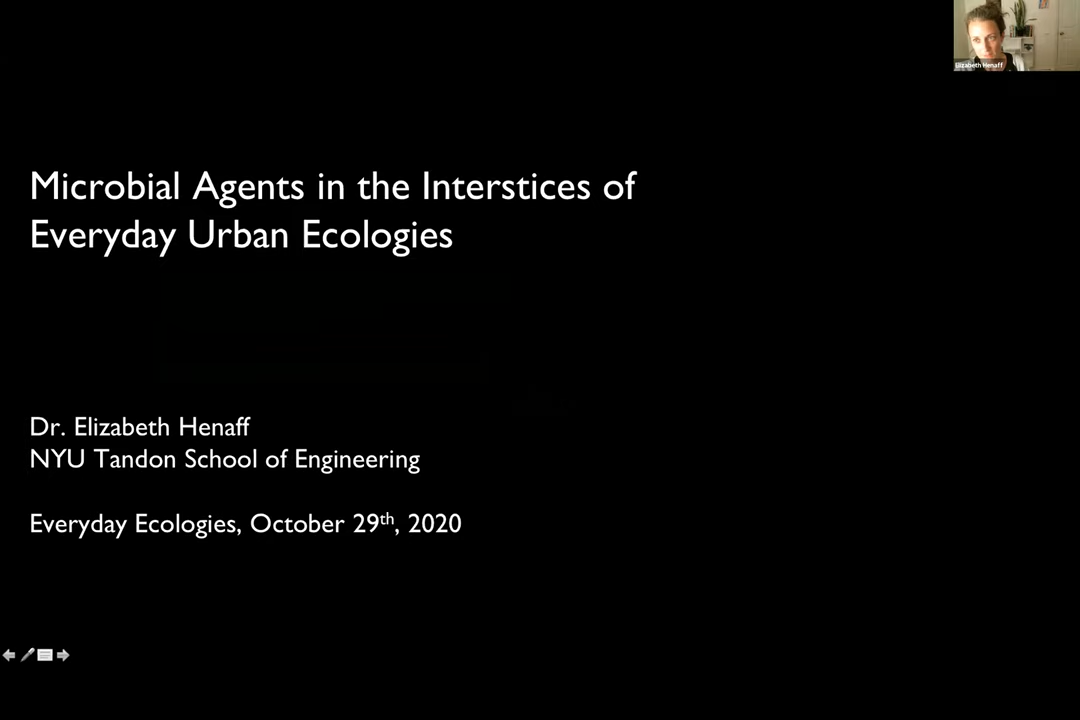 Elizabeth Henaff
Microbial Agents in the Interstices of
Everyday Urban Ecologies
Dr. Elizabeth Henaff
NYU Tandon School of Engineering
Everyday Ecologies, October 29th, 2020